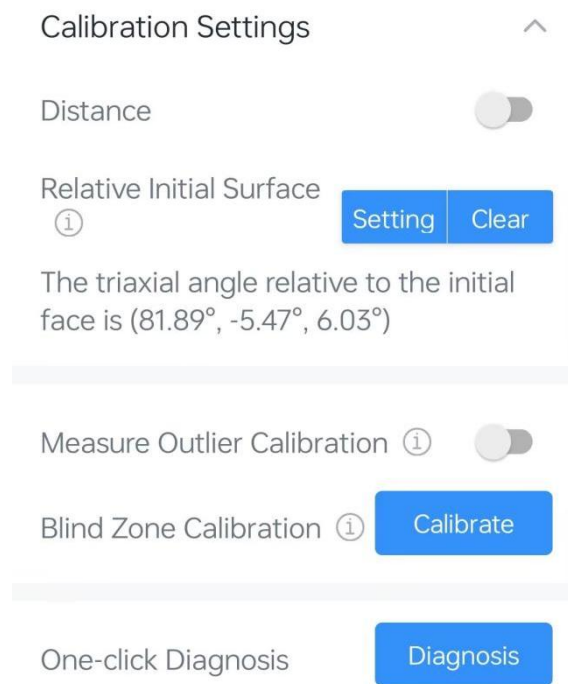 Calibration Settings
Distance
Relative Initial Surface
Setting
Clear
The triaxial angle relative to the initial
face is (81.89°, -5.47°, 6.03°)
Measure Outlier Calibration
Blind Zone Calibration
Calibrate
One-click Diagnosis
Diagnosis